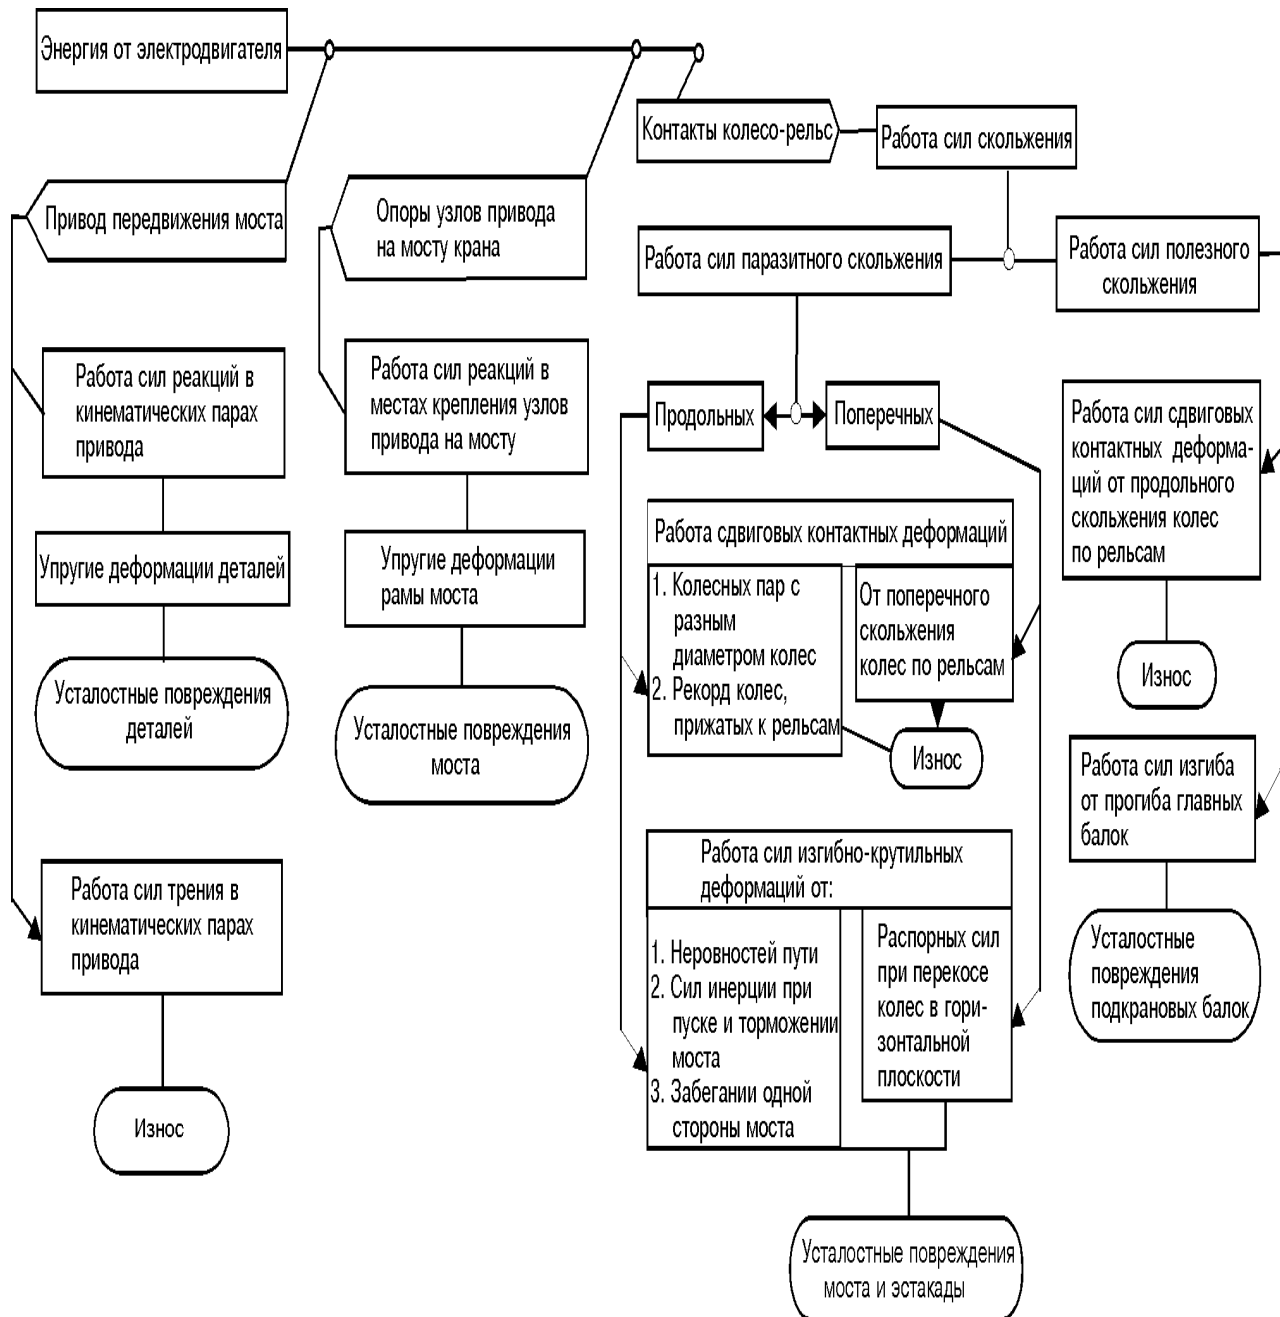 Энергия от электродвигателя
Контакты колесо-рельс
Работа сил скольжения
Привод передвижения моста
Опоры узлов привода
на мосту крана
Работа сил паразитного скольжения
Работа сил полезного
скольжения
Работа сил реакций в
кинематических парах
привода
Работа сил реакций в
местах крепления узлов
привода на мосту
Продольных
Поперечных
Работа сил сдвиговых
контактных деформа-
ций от продольного
скольжения колес
по рельсам
Упругие деформации деталей
Упругие деформации
рамы моста
Работа сдвиговых контактных деформаций
1. Колесных пар с
разным
диаметром колес
2. Рекорд колес,
прижатых к рельсам
От поперечного
скольжения
колес по рельсам
Износ
Усталостные повреждения
деталей
Усталостные повреждения
моста
Износ
Работа сил изгиба
от прогиба главных
балок
Работа сил трения в
кинематических парах
привода
Работа сил изгибно-крутильных
деформаций от:
1. Неровностей пути
2. Сил инерции при
пуске и торможении
моста
3. Забегании одной
стороны моста
Распорных сил
при перекосе
колес в гори-
зонтальной
плоскости
Усталостные
повреждения
подкрановых балок
Износ
Усталостные повреждения
моста и эстакады